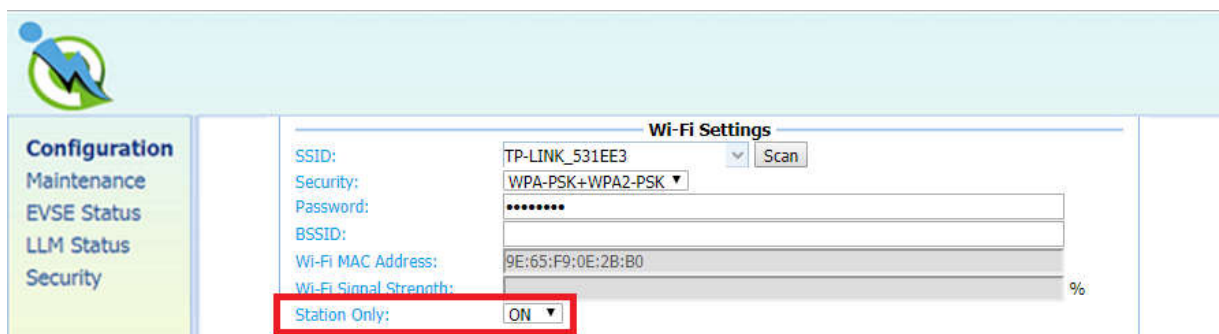 Wi-Fi Settings
Configuration
Maintenance
EVSE Status
LLM Status
Security
SSID: TP-LINK_531EE3 Scan
Security: WPA-PSK+WPA2-PSK
Password: ••••••••
BSSID:
Wi-Fi MAC Address: 9E:65:F9:0E:2B:B0
Wi-Fi Signal Strength: %
Station Only: ON